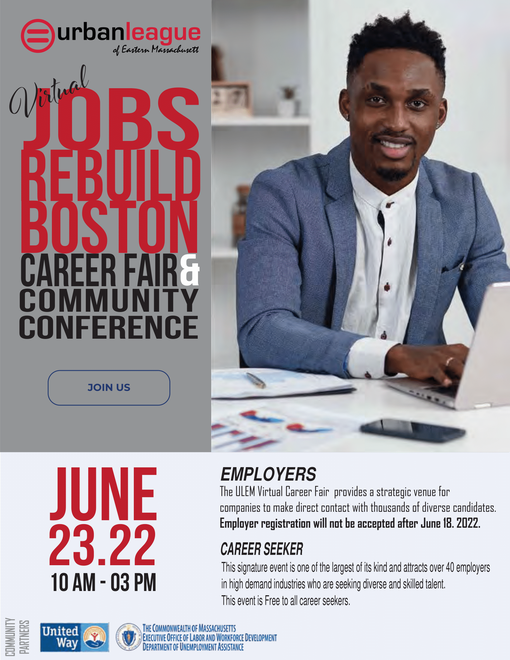 urbanleague
of Eastern Massachusetts
Virtual
JOBS
REBUILD
BOSTON
CAREER FAIR &
COMMUNITY
CONFERENCE
JOIN US
JUNE
23.22
10 AM - 03 PM
EMPLOYERS
The ULEM Virtual Career Fair provides a strategic venue for
companies to make direct contact with thousands of diverse candidates.
Employer registration will not be accepted after June 18. 2022.
CAREER SEEKER
This signature event is one of the largest of its kind and attracts over 40 employers
in high demand industries who are seeking diverse and skilled talent.
This event is Free to all career seekers.
COMMUNITY
PARTNERS
United
Way
THE COMMONWEALTH OF MASSACHUSETTS
EXECUTIVE OFFICE OF LABOR AND WORKFORCE DEVELOPMENT
DEPARTMENT OF UNEMPLOYMENT ASSISTANCE